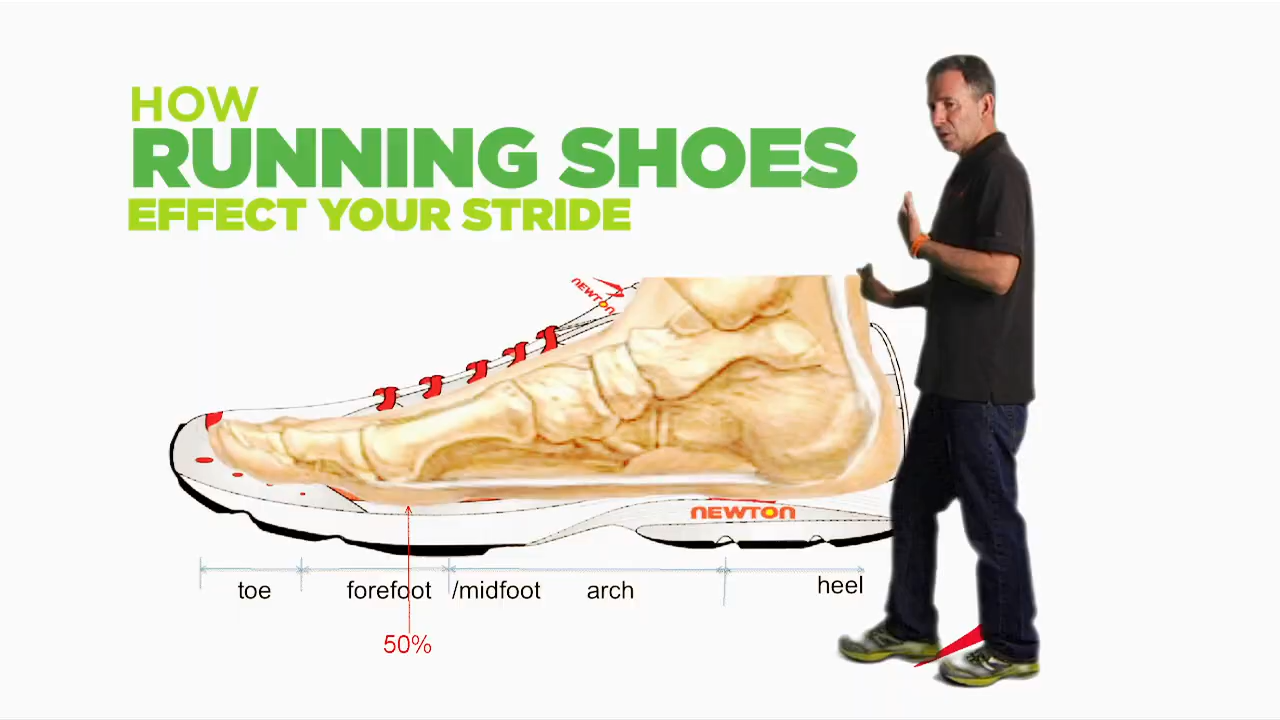 HOW
RUNNING SHOES
EFFECT YOUR STRIDE
NEWTON
NEWTON
toe forefoot /midfoot arch heel
50%